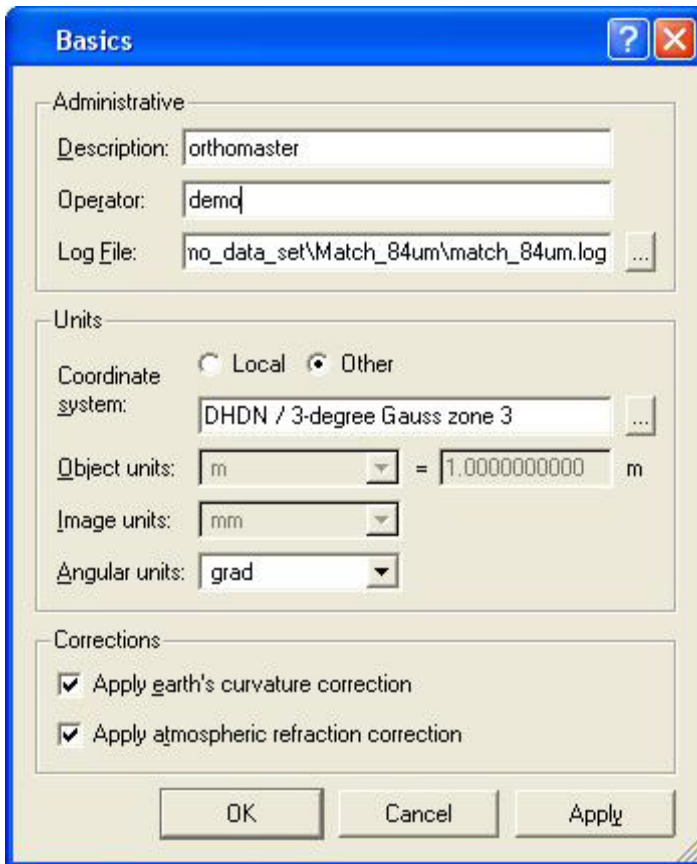 Basics
Administrative
Description: orthomaster
Operator: demo
Log File: no_data_set\Match_84um\match_84um.log ...
Units
Local Other
Coordinate system:
DHDN / 3-degree Gauss zone 3 ...
Object units: m = 1.0000000000 m
Image units: mm
Angular units: grad
Corrections
Apply earth's curvature correction
Apply atmospheric refraction correction
OK Cancel Apply